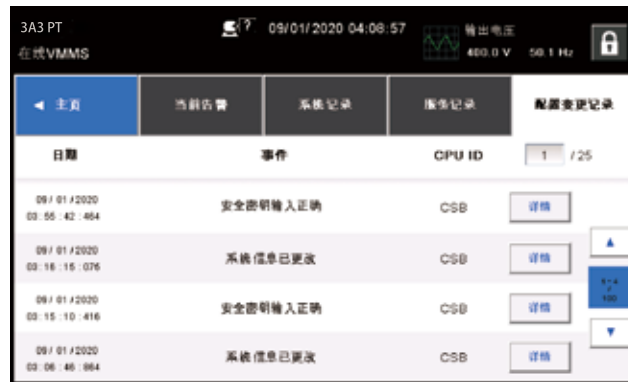 3A3 PT
在线VMMS
? 09/01/2020 04:08:57
输出电压
400.0 V 50.1 Hz
◄ 主页 当前告警 系统记录 服务记录 配置变更记录
日期 事件 CPU ID 1 /25
09/ 01 /2020
03: 55 : 42 : 464
安全密钥输入正确 CSB 详情
09/ 01 /2020
03: 16 : 15 : 076
系统信息已更改 CSB 详情
09/ 01 /2020
03: 15 : 10 : 416
安全密钥输入正确 CSB 详情
09/ 01 /2020
03: 06 : 46 : 864
系统信息已更改 CSB 详情
▲
1 - 4
/
100
▼